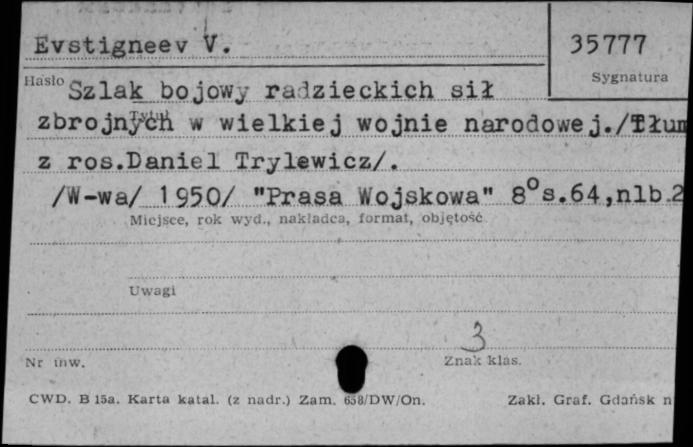 Evstigneev V.
35777
Hasło
Sygnatura
Szlak bojowy radzieckich sił
Tytuł
zbrojnych w wielkiej wojnie narodowej./Tłum
z ros.Daniel Trylewicz/.
/W-wa/ 1950/ "Prasa Wojskowa" 8° s.64,nlb.2
Miejsce, rok wyd., nakładca, format, objętość
Uwagi
3
Nr inw.
Znak klas.
CWD. B 15a. Karta katal. (z nadr.) Zam. 658/DW/On.
Zakł. Graf. Gdańsk n